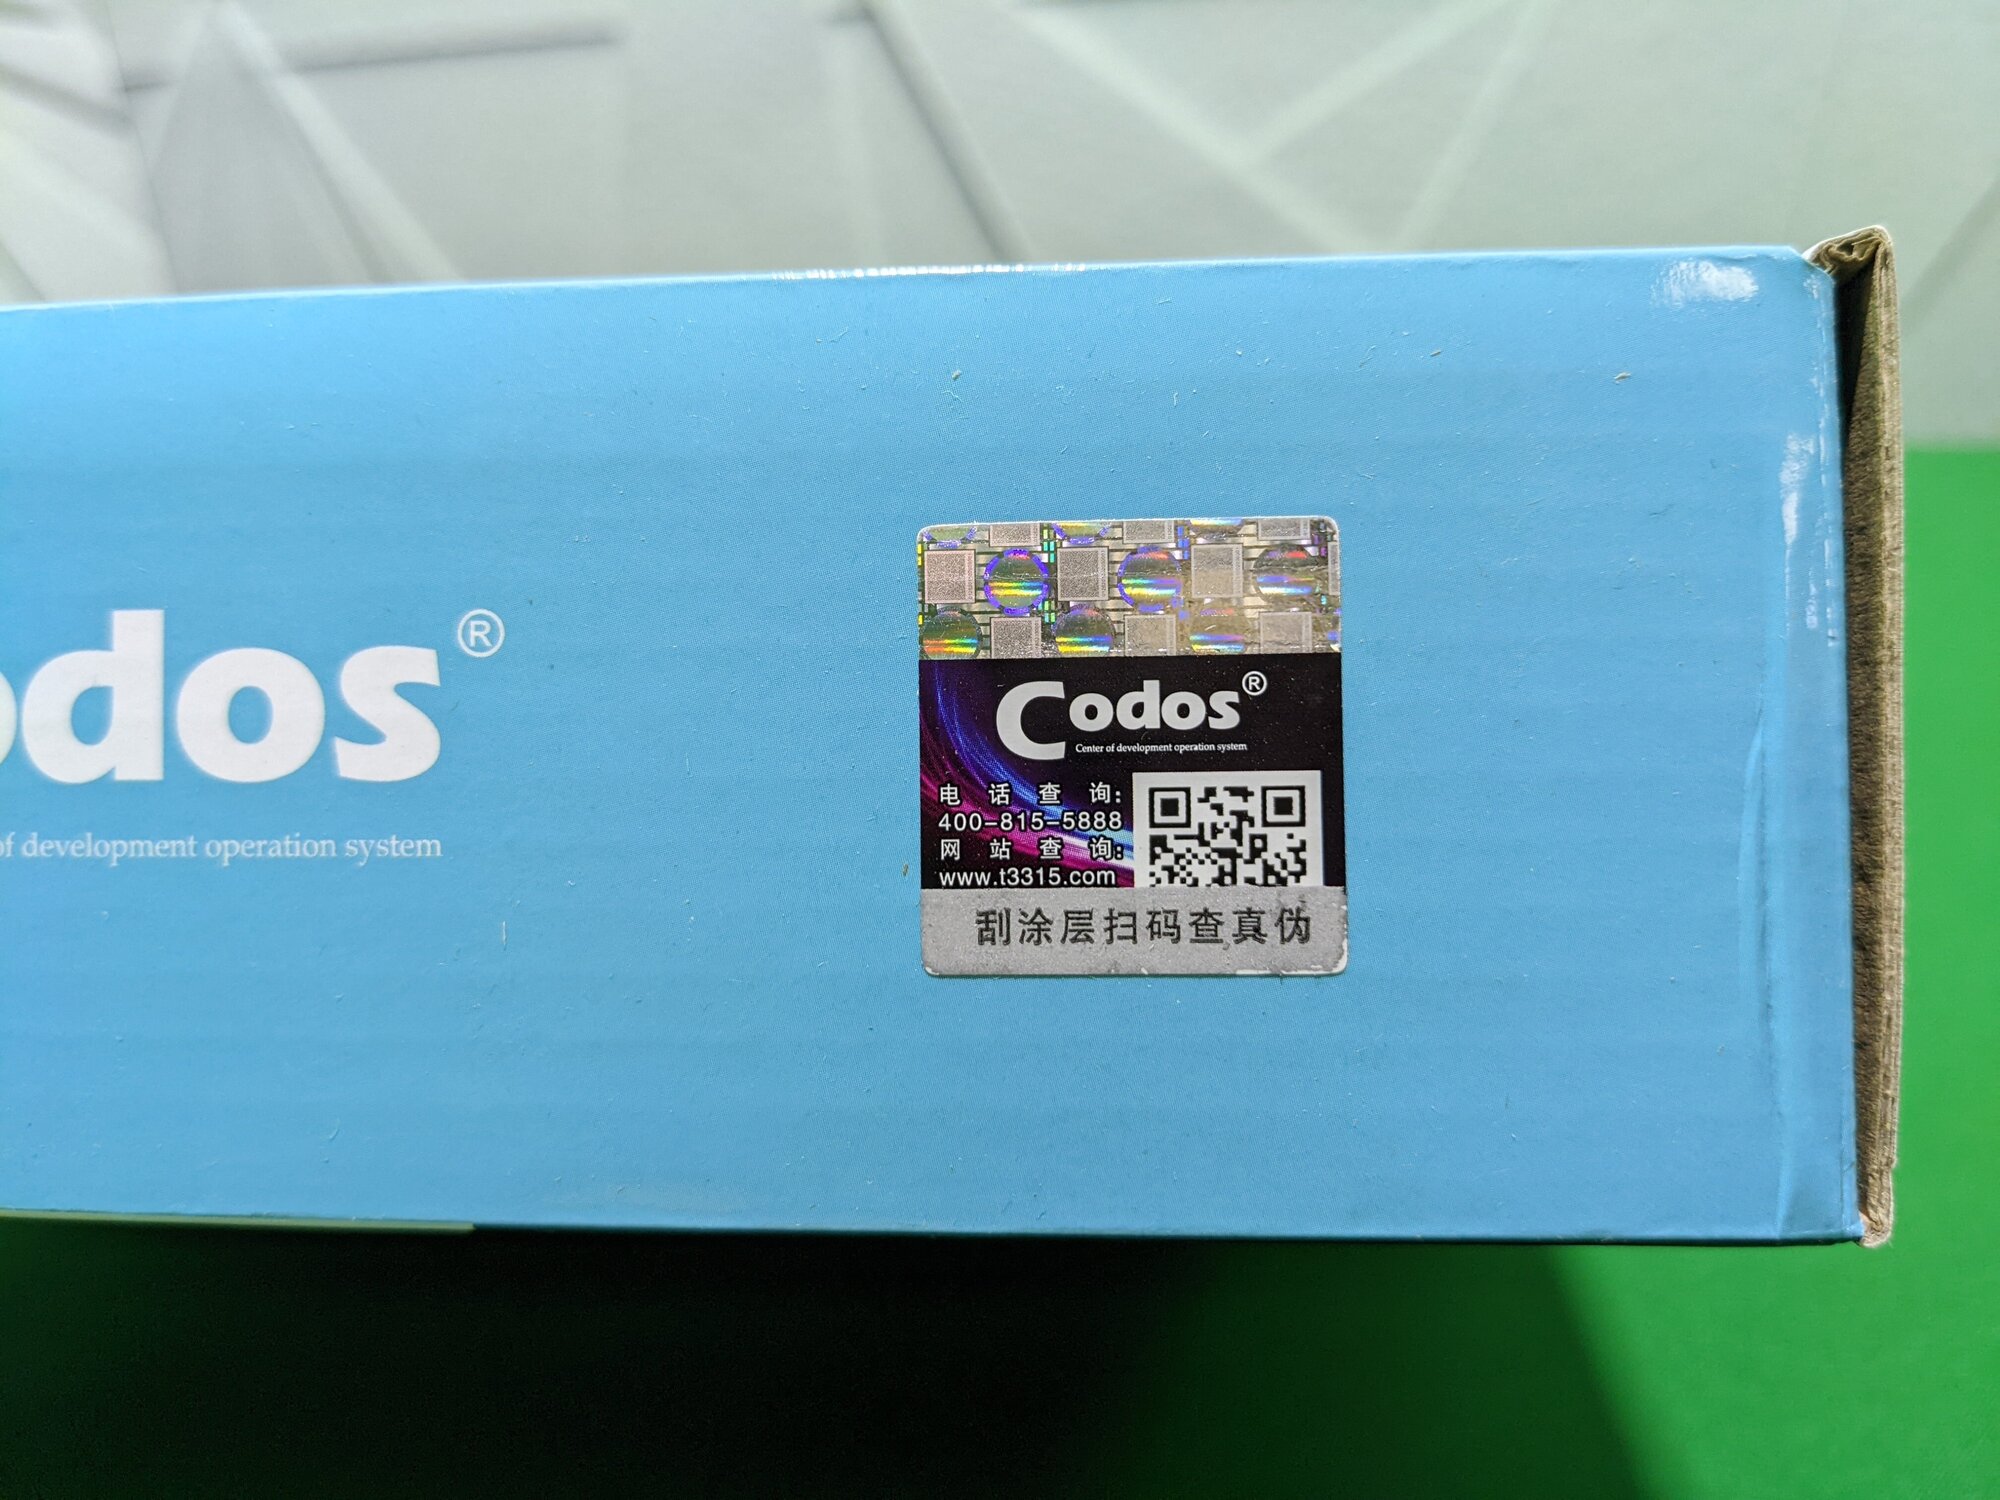 odos®
of development operation system
Codos®
Center of development operation system
电话查询:
400-815-5888
网站查询:
www.t3315.com
刮涂层扫码查真伪